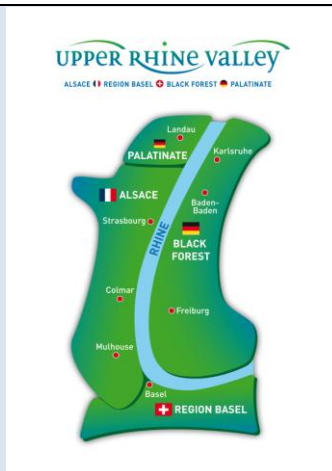 UPPER RHINE VALLEY
ALSACE REGION BASEL BLACK FOREST PALATINATE
Landau
PALATINATE
Karlsruhe
ALSACE
Baden-
Baden
Strasbourg
RHINE
BLACK
FOREST
Colmar
Freiburg
Mulhouse
Basel
REGION BASEL